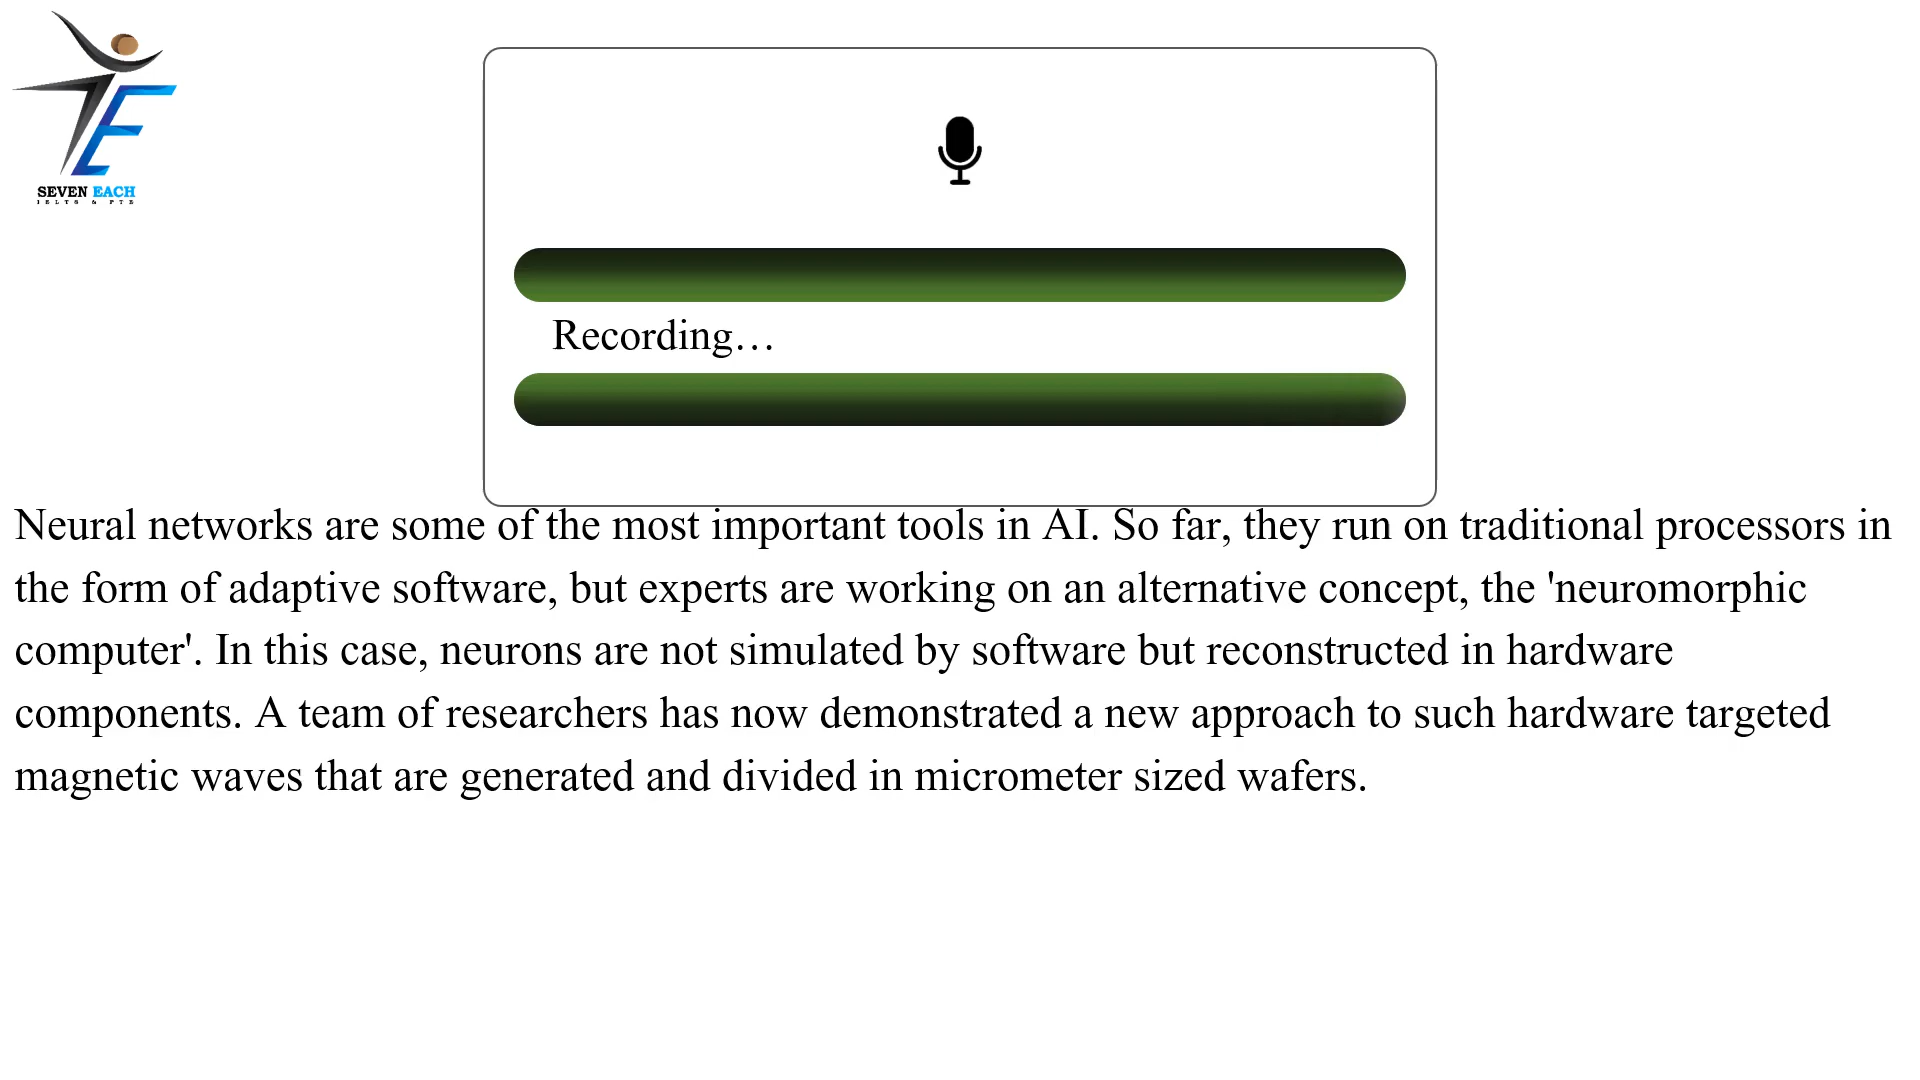 SEVEN EACH
IELTS & PTE
Recording…
Neural networks are some of the most important tools in AI. So far, they run on traditional processors in
the form of adaptive software, but experts are working on an alternative concept, the 'neuromorphic
computer'. In this case, neurons are not simulated by software but reconstructed in hardware
components. A team of researchers has now demonstrated a new approach to such hardware targeted
magnetic waves that are generated and divided in micrometer sized wafers.